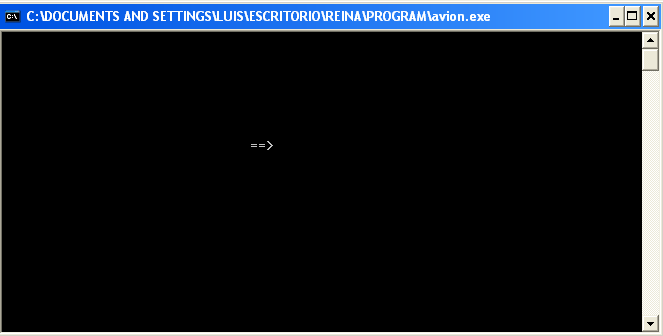 C:\DOCUMENTS AND SETTINGS\LUIS\ESCRITORIO\REINA\PROGRAM\avion.exe
==>